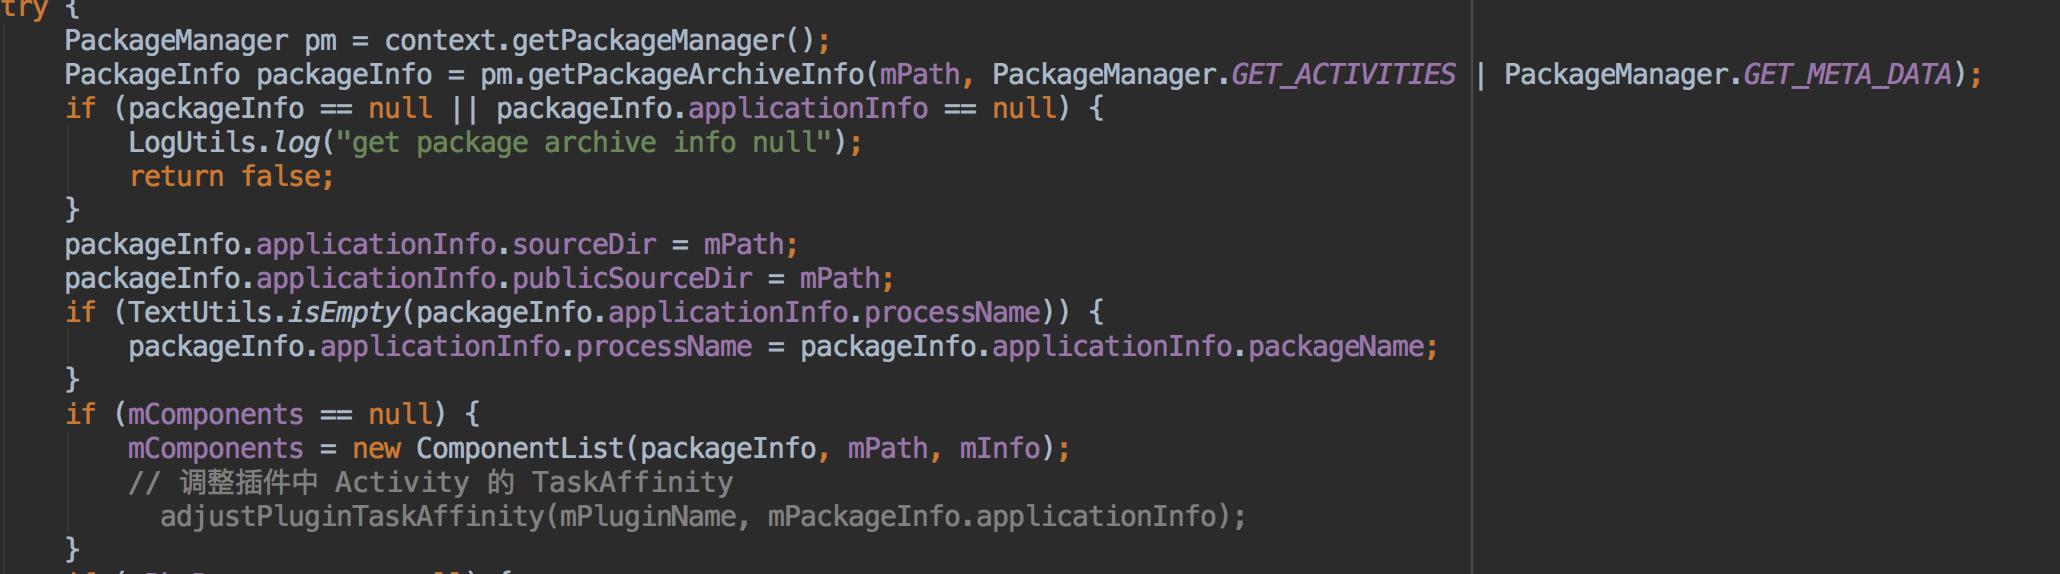 try {
PackageManager pm = context.getPackageManager();
PackageInfo packageInfo = pm.getPackageArchiveInfo(mPath, PackageManager.GET_ACTIVITIES | PackageManager.GET_META_DATA);
if (packageInfo == null || packageInfo.applicationInfo == null) {
LogUtils.log("get package archive info null");
return false;
}
packageInfo.applicationInfo.sourceDir = mPath;
packageInfo.applicationInfo.publicSourceDir = mPath;
if (TextUtils.isEmpty(packageInfo.applicationInfo.processName)) {
packageInfo.applicationInfo.processName = packageInfo.applicationInfo.packageName;
}
if (mComponents == null) {
mComponents = new ComponentList(packageInfo, mPath, mInfo);
// 调整插件中 Activity 的 TaskAffinity
adjustPluginTaskAffinity(mPluginName, mPackageInfo.applicationInfo);
}